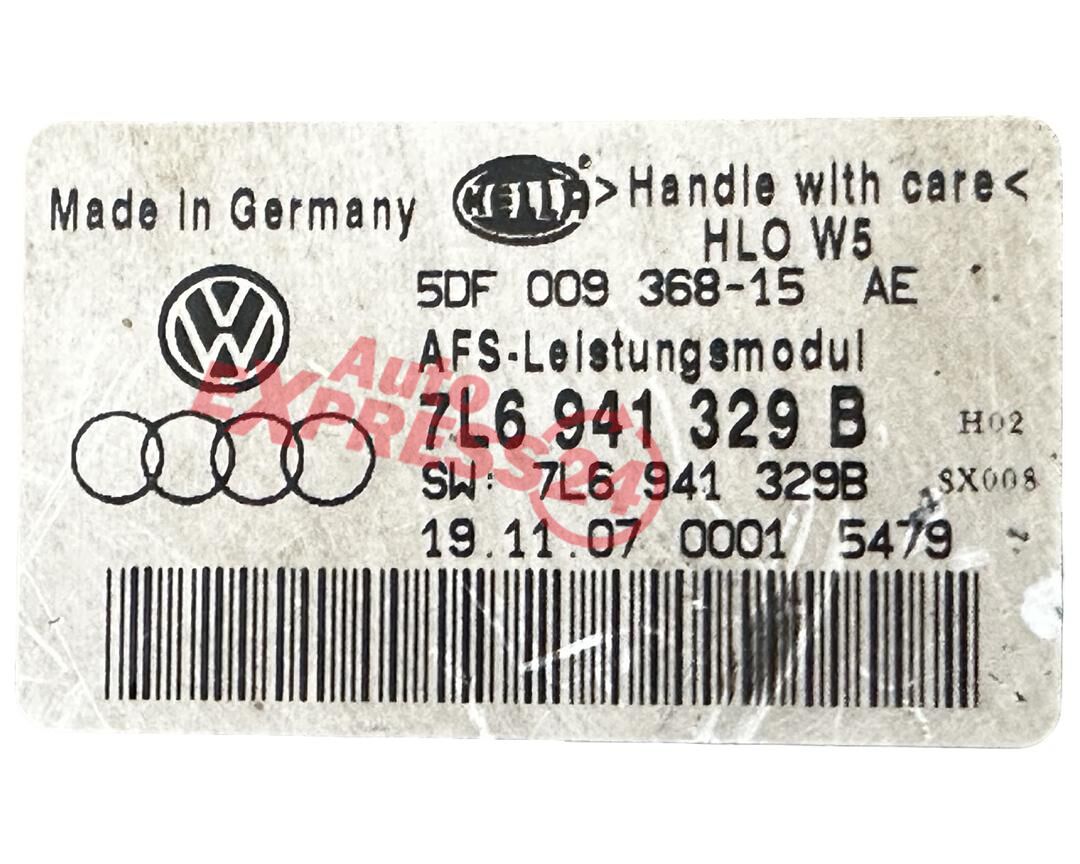 Made in Germany
HELLA
>Handle with care<
HLO W5
5DF 009 368-15 AE
AFS-Leistungsmodul
7L6 941 329 B
H02
SW: 7L6 941 329B
SX008
19.11.07 0001 5479
Auto
EXPRESS24